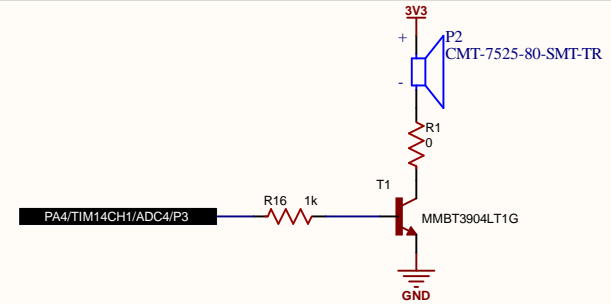 3V3
+
P2
CMT-7525-80-SMT-TR
-
R1
0
T1
R16 1k
PA4/TIM14CH1/ADC4/P3
MMBT3904LT1G
GND